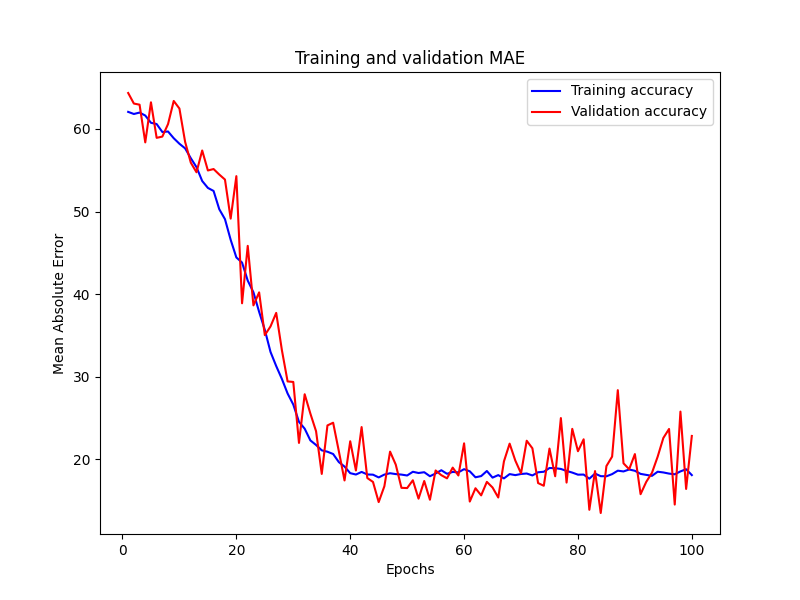 Training and validation MAE
Training accuracy
Validation accuracy
Mean Absolute Error
60
50
40
30
20
0
20
40
60
80
100
Epochs